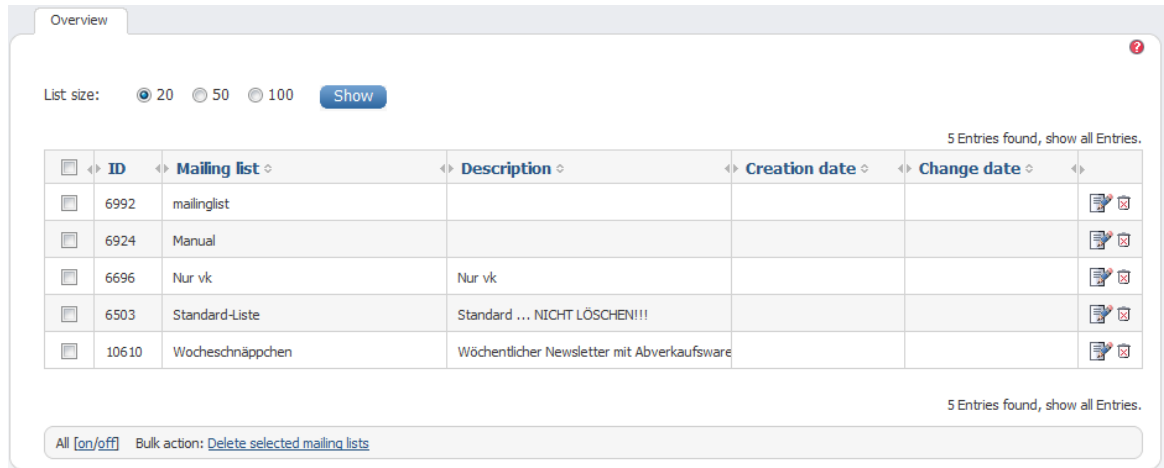 Overview
?
List size: 20 50 100 Show
5 Entries found, show all Entries.
ID Mailing list Description Creation date Change date
6992 mailinglist
6924 Manual
6696 Nur vk Nur vk
6503 Standard-Liste Standard ... NICHT LÖSCHEN!!!
10610 Wocheschnäppchen Wöchentlicher Newsletter mit Abverkaufsware
5 Entries found, show all Entries.
All [on/off] Bulk action: Delete selected mailing lists